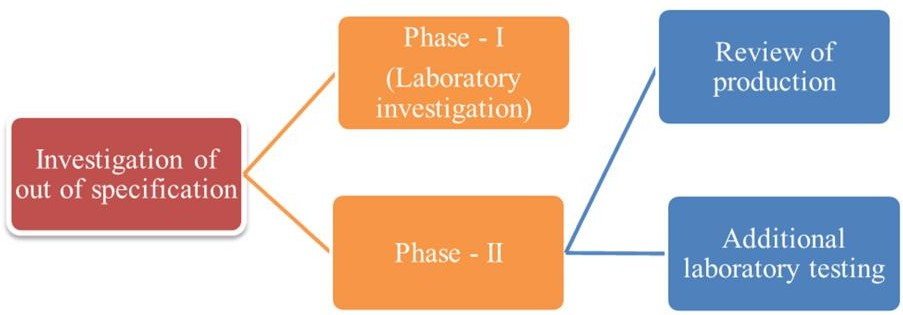 Investigation of
out of specification
Phase - I
(Laboratory
investigation)
Phase - II
Review of
production
Additional
laboratory testing